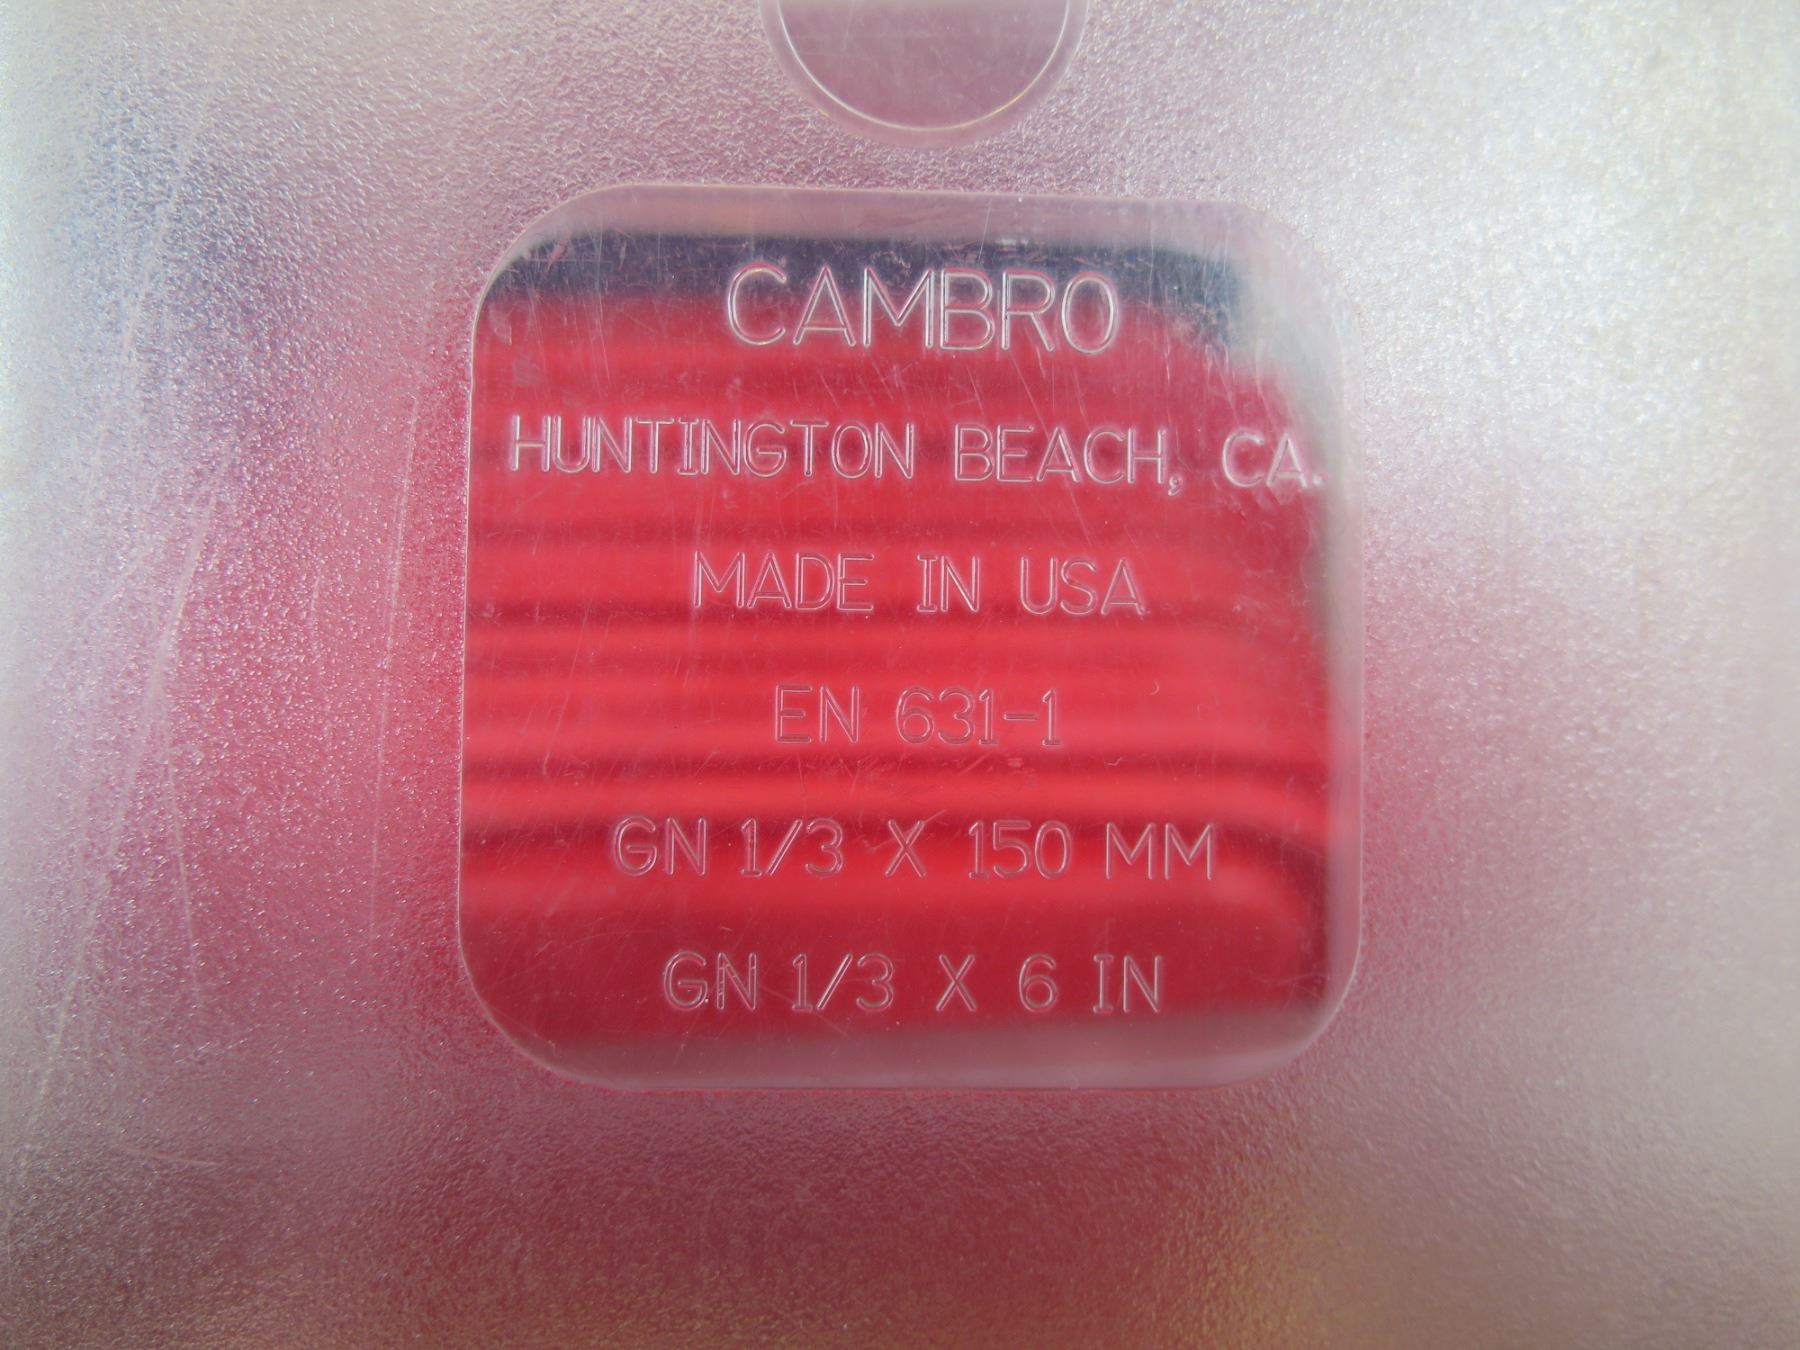 CAMBRO
HUNTINGTON BEACH, CA.
MADE IN USA
EN 631-1
GN 1/3 X 150 MM
GN 1/3 X 6 IN